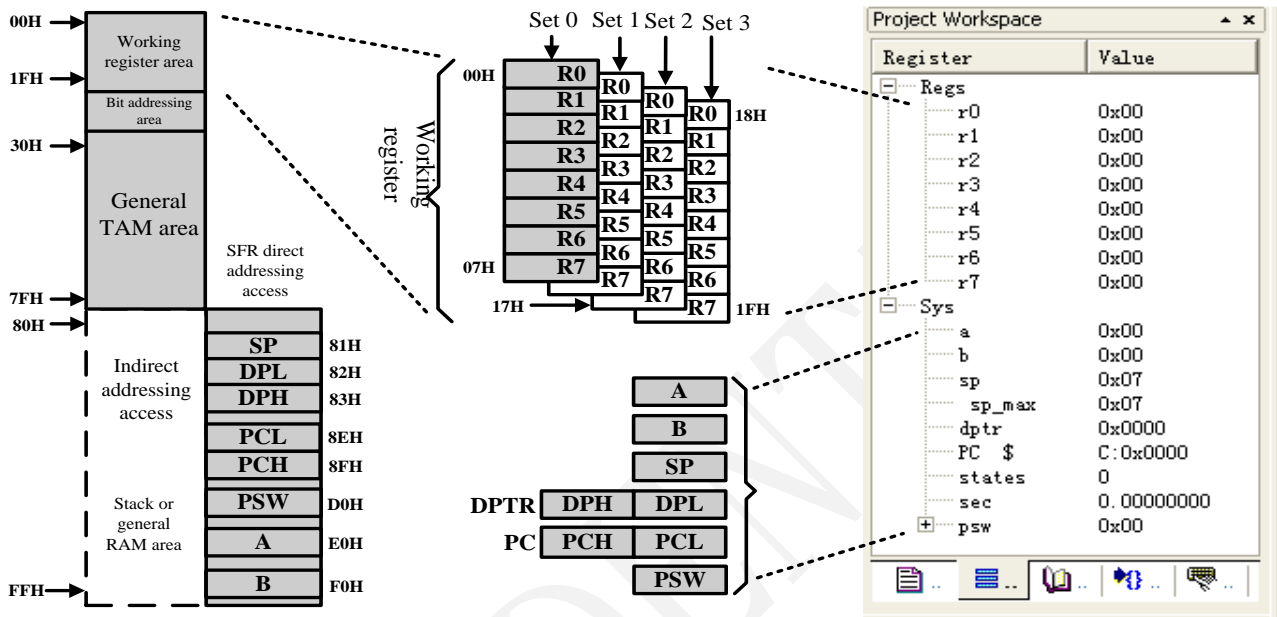 00H
Working
register area
1FH
Bit addressing
area
30H
General
TAM area
7FH
80H
SFR direct
addressing
access
Indirect
addressing
access
Stack or
general
RAM area
FFH
SP 81H
DPL 82H
DPH 83H
PCL 8EH
PCH 8FH
PSW D0H
A E0H
B F0H
Set 0 Set 1 Set 2 Set 3
Working
register
00H
R0
R1
R2
R3
R4
R5
R6
R7
07H
R0
R1
R2
R3
R4
R5
R6
R7
R0
R1
R2
R3
R4
R5
R6
R7
17H
R0
R1
R2
R3
R4
R5
R6
R7
18H
1FH
A
B
SP
DPTR DPH DPL
PC PCH PCL
PSW
Project Workspace
Register Value
Regs
r0 0x00
r1 0x00
r2 0x00
r3 0x00
r4 0x00
r5 0x00
r6 0x00
r7 0x00
Sys
a 0x00
b 0x00
sp 0x07
sp_max 0x07
dptr 0x0000
PC $ C:0x0000
states 0
sec 0.00000000
psw 0x00